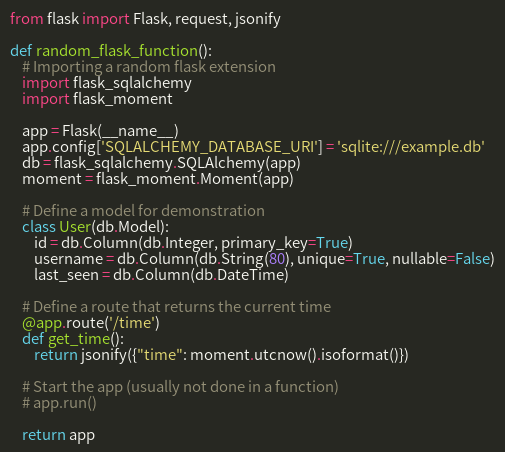 from flask import Flask, request, jsonify

def random_flask_function():
    # Importing a random flask extension
    import flask_sqlalchemy
    import flask_moment

    app = Flask(__name__)
    app.config['SQLALCHEMY_DATABASE_URI'] = 'sqlite:///example.db'
    db = flask_sqlalchemy.SQLAlchemy(app)
    moment = flask_moment.Moment(app)

    # Define a model for demonstration
    class User(db.Model):
        id = db.Column(db.Integer, primary_key=True)
        username = db.Column(db.String(80), unique=True, nullable=False)
        last_seen = db.Column(db.DateTime)

    # Define a route that returns the current time
    @app.route('/time')
    def get_time():
        return jsonify({"time": moment.utcnow().isoformat()})

    # Start the app (usually not done in a function)
    # app.run()

    return app